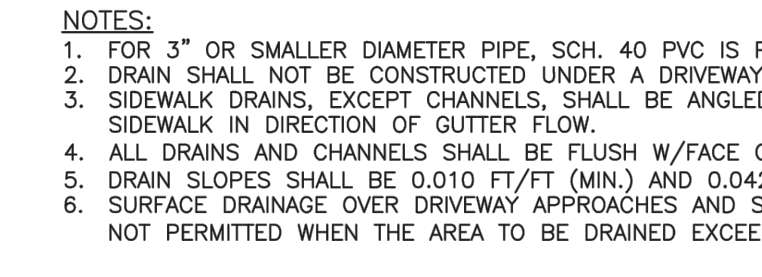 NOTES:
1. FOR 3" OR SMALLER DIAMETER PIPE, SCH. 40 PVC IS
2. DRAIN SHALL NOT BE CONSTRUCTED UNDER A DRIVEWAY
3. SIDEWALK DRAINS, EXCEPT CHANNELS, SHALL BE ANGLED
SIDEWALK IN DIRECTION OF GUTTER FLOW.
4. ALL DRAINS AND CHANNELS SHALL BE FLUSH W/FACE
5. DRAIN SLOPES SHALL BE 0.010 FT/FT (MIN.) AND 0.042
6. SURFACE DRAINAGE OVER DRIVEWAY APPROACHES AND
NOT PERMITTED WHEN THE AREA TO BE DRAINED